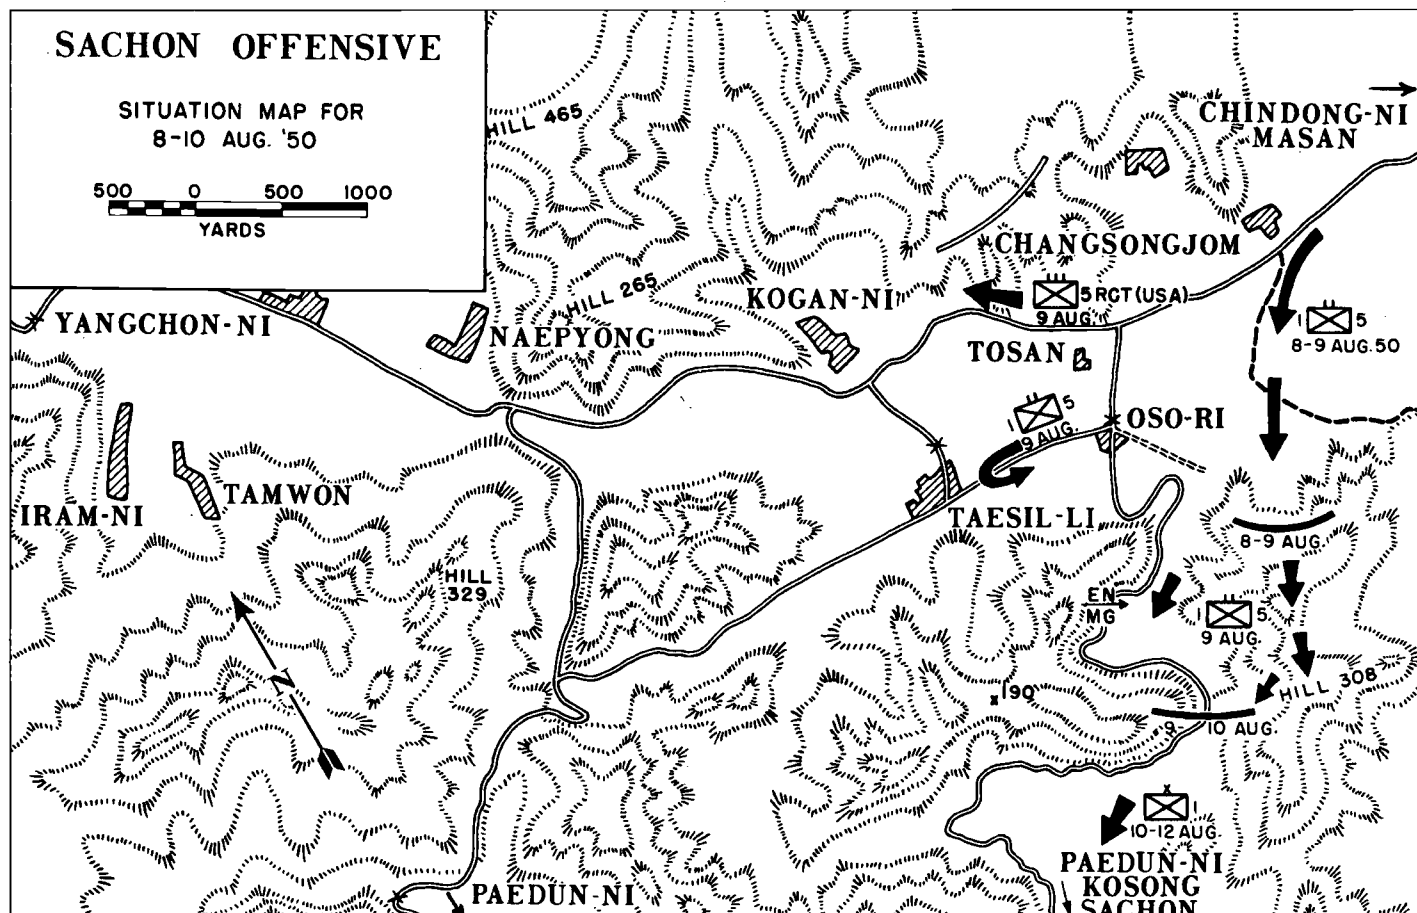 SACHON OFFENSIVE
SITUATION MAP FOR
8-10 AUG. '50
500 0 500 1000
YARDS
HILL 465
CHINDONG-NI
MASAN
CHANGSONGJOM
HILL 265
KOGAN-NI
5 RCT (USA)
9 AUG.
1 5
8-9 AUG. 50
YANGCHON-NI
NAEPYONG
TOSAN
1 5
9 AUG.
OSO-RI
IRAM-NI
TAMWON
TAESIL-LI
8-9 AUG.
HILL
329
EN
MG
1 5
9 AUG.
N
190
HILL 308
9- 10 AUG.
1
10-12 AUG.
PAEDUN-NI
PAEDUN-NI
KOSONG
SACHON